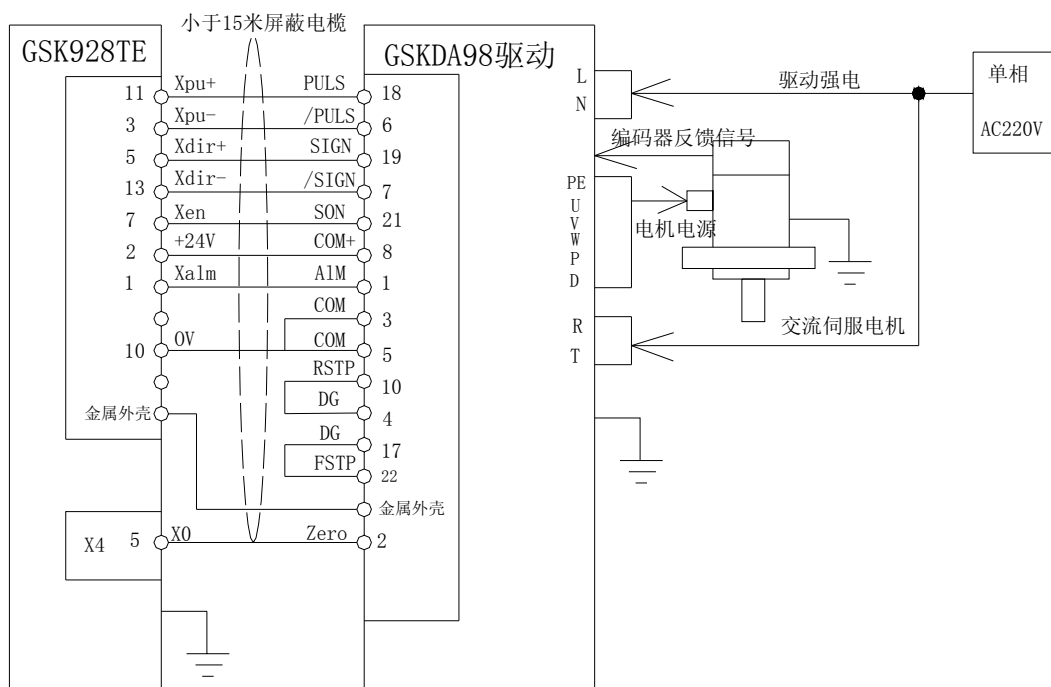 小于15米屏蔽电榄
GSK928TE
GSKDA98驱动
11 Xpu+ PULS 18
3 Xpu- /PULS 6
5 Xdir+ SIGN 19
13 Xdir- /SIGN 7
7 Xen SON 21
2 +24V COM+ 8
1 Xalm AlM 1
COM 3
10 0V COM 5
RSTP 10
DG 4
DG 17
FSTP 22
金属外壳
金属外壳
X4 5 X0 Zero 2
L
N
驱动强电
单相
AC220V
编码器反馈信号
PE
U
V
W
P
D
电机电源
R
T
交流伺服电机